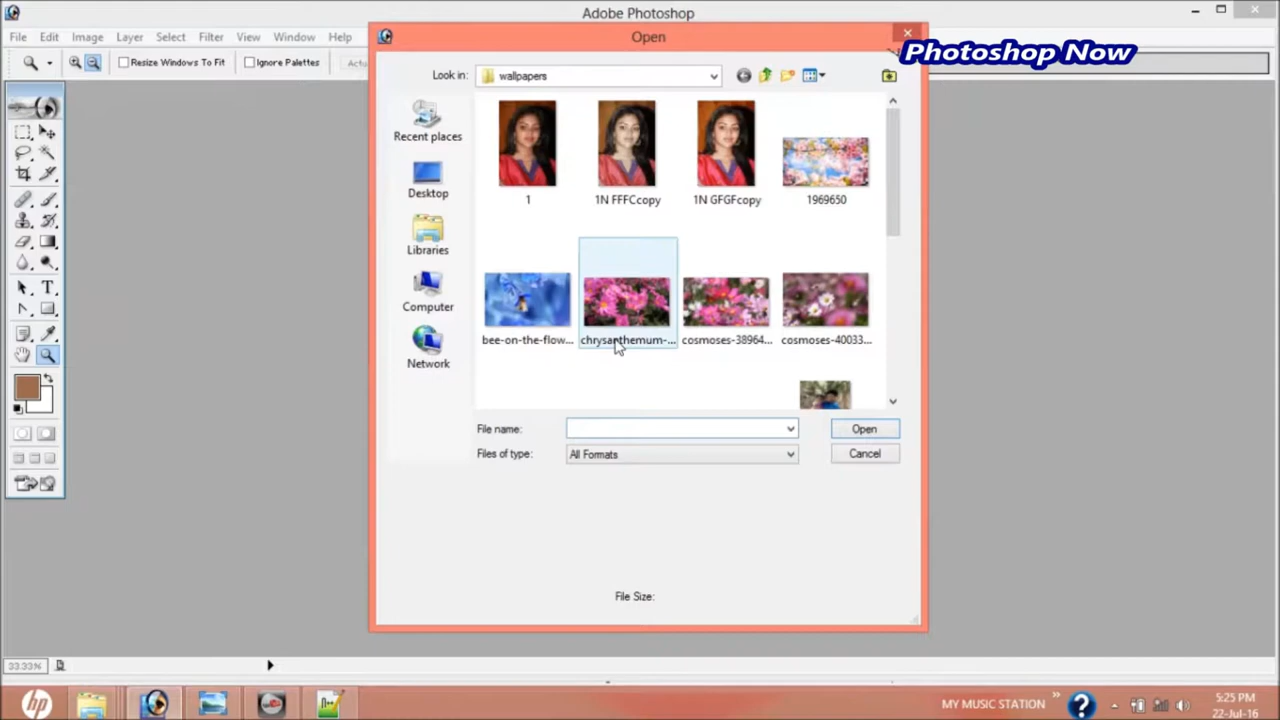 Adobe Photoshop
File Edit Image Layer Select Filter View Window Help
Resize Windows To Fit Ignore Palettes Actu
Photoshop Now
Open
Look in: wallpapers
Recent places
Desktop
Libraries
Computer
Network
1 1N FFFCcopy 1N GFGFcopy 1969650
bee-on-the-flow... chrysanthemum-... cosmoses-38964... cosmoses-40033...
File name: Open
Files of type: All Formats Cancel
File Size:
33.33%
hp MY MUSIC STATION » ? 5:25 PM
22-Jul-16